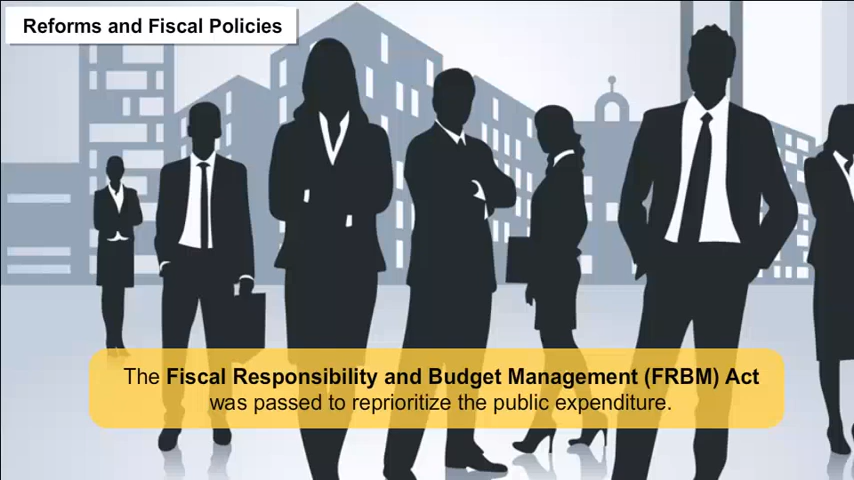 Reforms and Fiscal Policies
The Fiscal Responsibility and Budget Management (FRBM) Act
was passed to reprioritize the public expenditure.